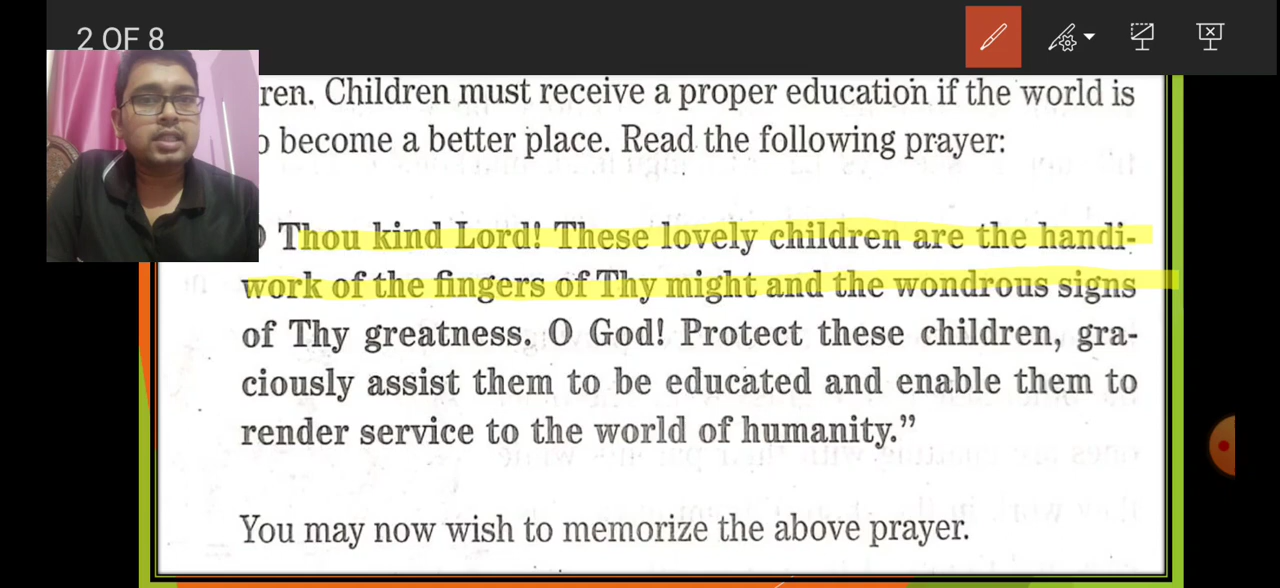 2 OF 8
ren. Children must receive a proper education if the world is
become a better place. Read the following prayer:
Thou kind Lord! These lovely children are the handi-
work of the fingers of Thy might and the wondrous signs
of Thy greatness. O God! Protect these children, gra-
ciously assist them to be educated and enable them to
render service to the world of humanity.”
You may now wish to memorize the above prayer.